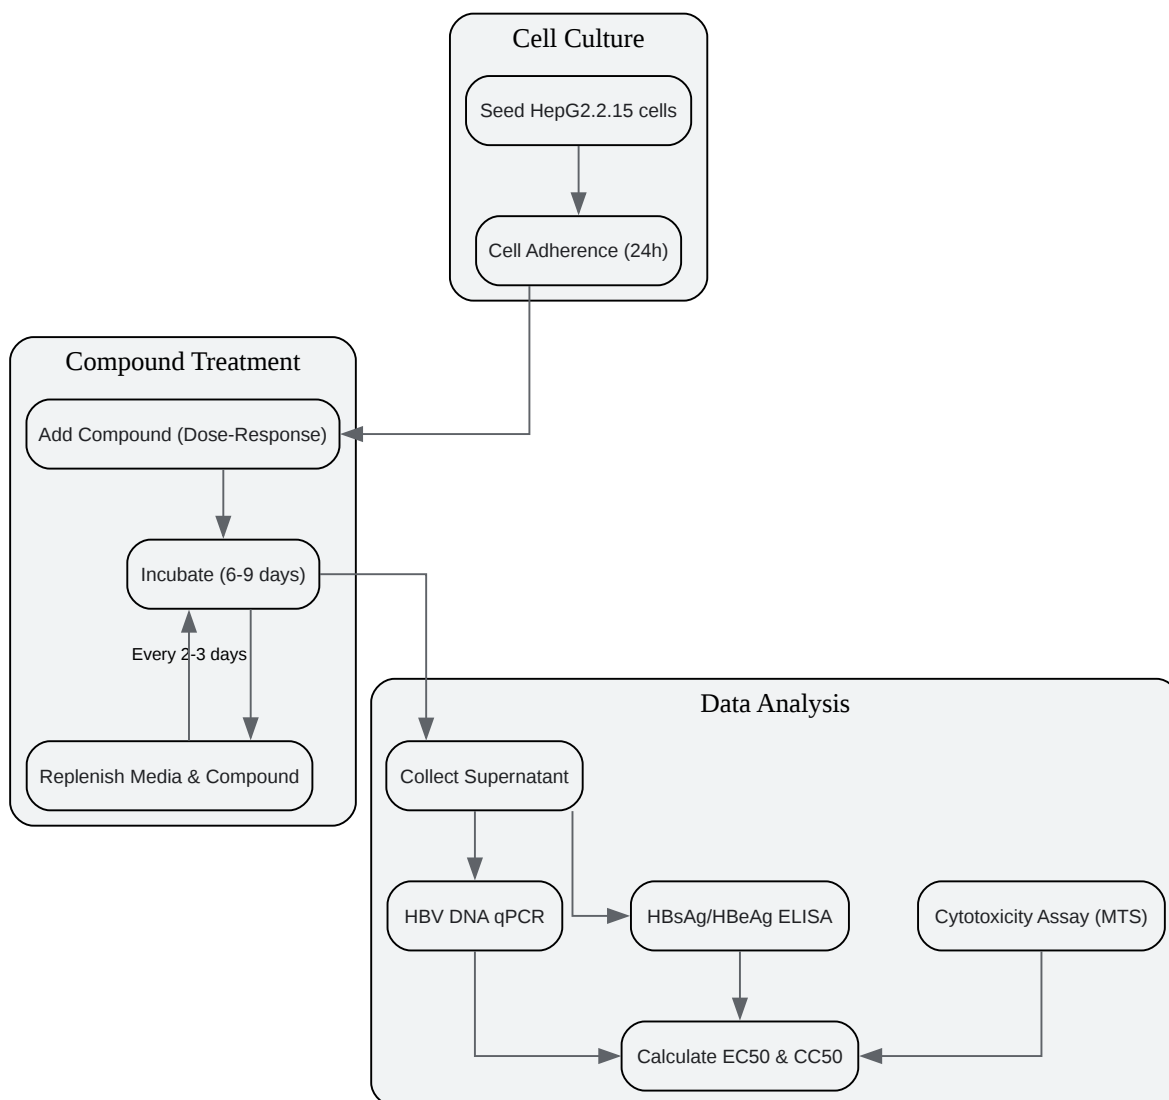 Cell Culture
Seed HepG2.2.15 cells
Cell Adherence (24h)
Compound Treatment
Add Compound (Dose-Response)
Incubate (6-9 days)
Every 2-3 days
Replenish Media & Compound
Data Analysis
Collect Supernatant
HBV DNA qPCR
HBsAg/HBeAg ELISA
Cytotoxicity Assay (MTS)
Calculate EC50 & CC50